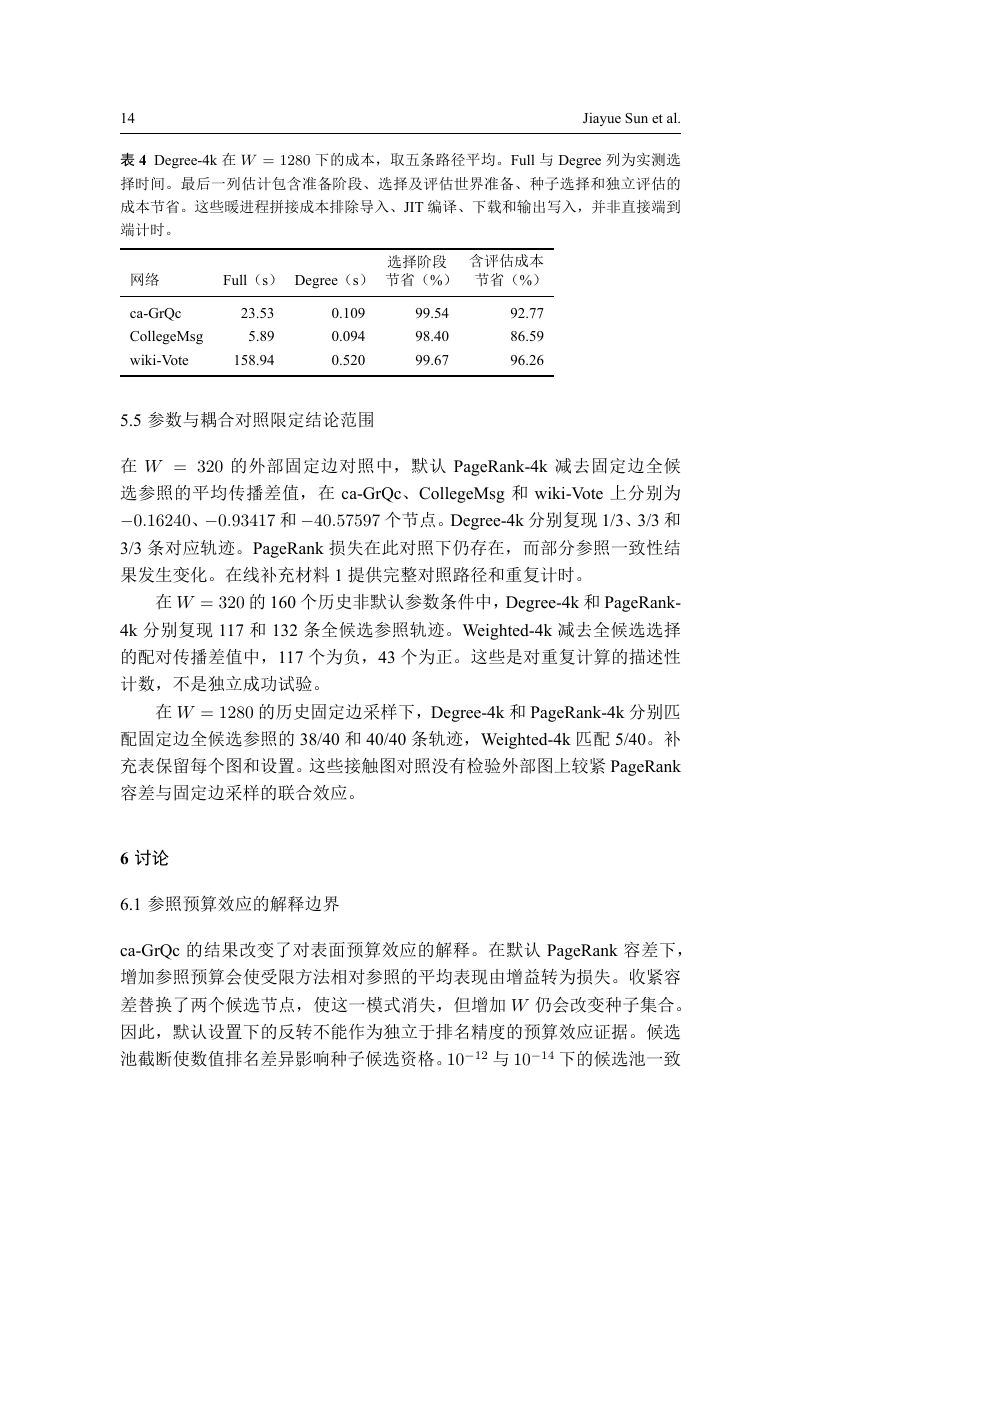 14 Jiayue Sun et al.
表 4 Degree-4k 在 W = 1280 下的成本，取五条路径平均。Full 与 Degree 列为实测选
择时间。最后一列估计包含准备阶段、选择及评估世界准备、种子选择和独立评估的
成本节省。这些暖进程拼接成本排除导入、JIT 编译、下载和输出写入，并非直接端到
端计时。
选择阶段 含评估成本
网络 Full（s） Degree（s） 节省（%） 节省（%）
ca-GrQc 23.53 0.109 99.54 92.77
CollegeMsg 5.89 0.094 98.40 86.59
wiki-Vote 158.94 0.520 99.67 96.26
5.5 参数与耦合对照限定结论范围
在 W = 320 的外部固定边对照中，默认 PageRank-4k 减去固定边全候
选参照的平均传播差值，在 ca-GrQc、CollegeMsg 和 wiki-Vote 上分别为
−0.16240、−0.93417 和 −40.57597 个节点。Degree-4k 分别复现 1/3、3/3 和
3/3 条对应轨迹。PageRank 损失在此对照下仍存在，而部分参照一致性结
果发生变化。在线补充材料 1 提供完整对照路径和重复计时。
在 W = 320 的 160 个历史非默认参数条件中，Degree-4k 和 PageRank-
4k 分别复现 117 和 132 条全候选参照轨迹。Weighted-4k 减去全候选选择
的配对传播差值中，117 个为负，43 个为正。这些是对重复计算的描述性
计数，不是独立成功试验。
在 W = 1280 的历史固定边采样下，Degree-4k 和 PageRank-4k 分别匹
配固定边全候选参照的 38/40 和 40/40 条轨迹，Weighted-4k 匹配 5/40。补
充表保留每个图和设置。这些接触图对照没有检验外部图上较紧 PageRank
容差与固定边采样的联合效应。
6 讨论
6.1 参照预算效应的解释边界
ca-GrQc 的结果改变了对表面预算效应的解释。在默认 PageRank 容差下，
增加参照预算会使受限方法相对参照的平均表现由增益转为损失。收紧容
差替换了两个候选节点，使这一模式消失，但增加 W 仍会改变种子集合。
因此，默认设置下的反转不能作为独立于排名精度的预算效应证据。候选
池截断使数值排名差异影响种子候选资格。10⁻¹² 与 10⁻¹⁴ 下的候选池一致